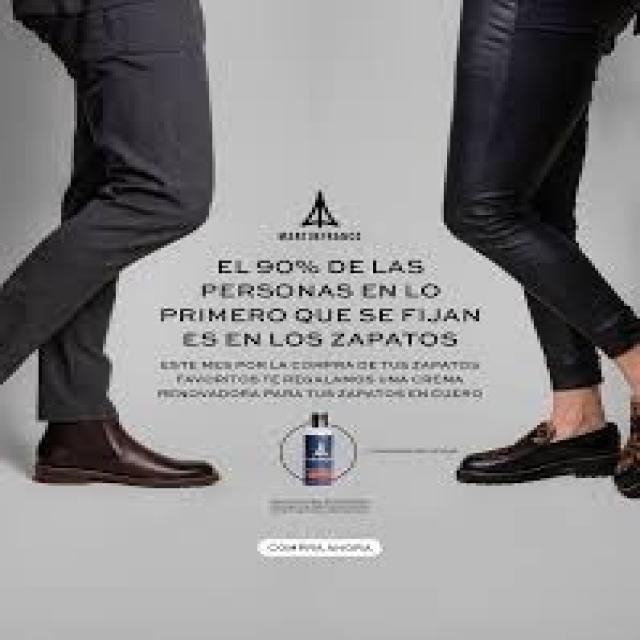 MARTINFRANCO
EL 90% DE LAS
PERSONAS EN LO
PRIMERO QUE SE FIJAN
ES EN LOS ZAPATOS
ESTE MES POR LA COMPRA DE TUS ZAPATOS
FAVORITOS TE REGALAMOS UNA CREMA
RENOVADORA PARA TUS ZAPATOS EN CUERO
COMPRA AHORA